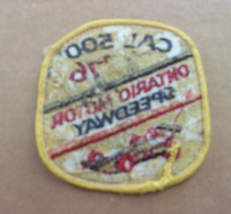 CAL 500
'76
ONTARIO MOTOR
SPEEDWAY